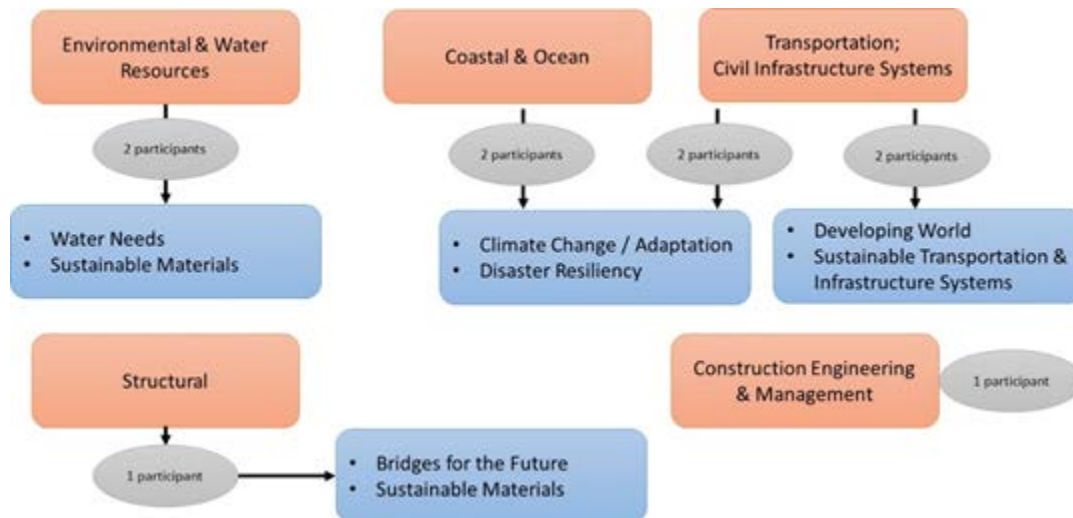 Environmental & Water
Resources
Coastal & Ocean
Transportation;
Civil Infrastructure Systems
2 participants
2 participants
2 participants
2 participants
• Water Needs
• Sustainable Materials
• Climate Change / Adaptation
• Disaster Resiliency
• Developing World
• Sustainable Transportation &
Infrastructure Systems
Structural
Construction Engineering
& Management
1 participant
1 participant
• Bridges for the Future
• Sustainable Materials